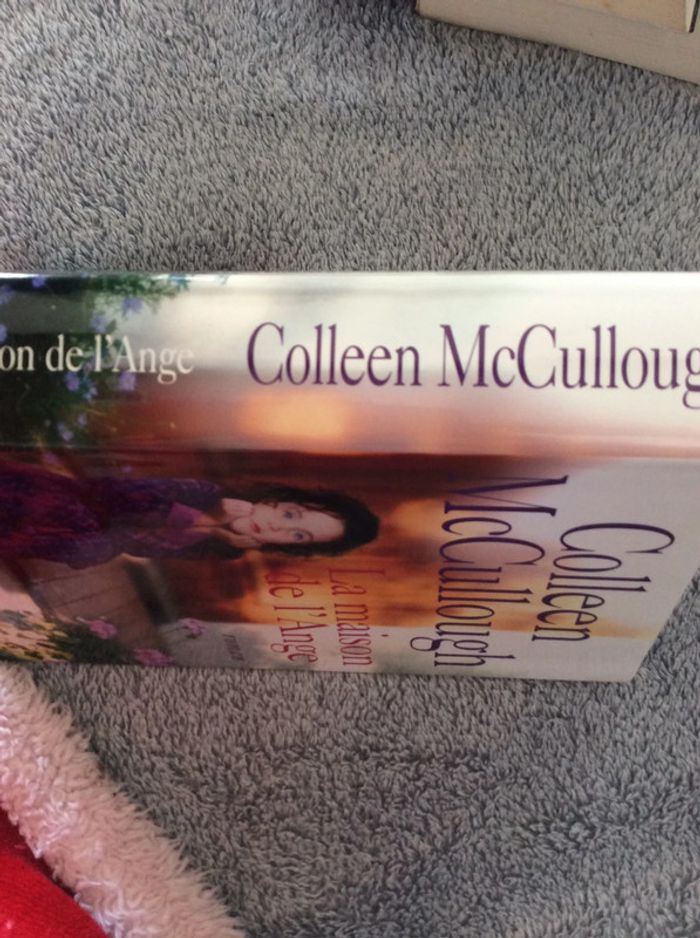 on de l'Ange
Colleen McCulloug
Colleen
McCullough
La maison
de l'Ange
roman